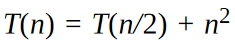 T(n) = T(n/2) + n²